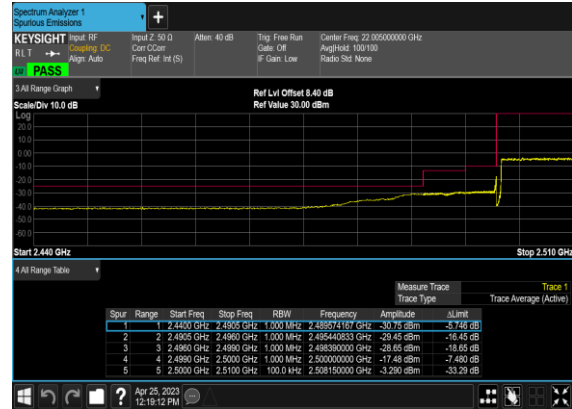 Spectrum Analyzer 1
Spurious Emissions
+
KEYSIGHT Input: RF Input Z: 50 Ω Atten: 40 dB Trig: Free Run Center Freq: 22.005000000 GHz
RLT Coupling: DC Corr CCorr Gate: Off Avg|Hold: 100/100
Align: Auto Freq Ref: Int (S) IF Gain: Low Radio Std: None
PASS
3 All Range Graph
Ref Lvl Offset 8.40 dB
Scale/Div 10.0 dB Ref Value 30.00 dBm
Log
20.0
10.0
0.00
-10.0
-20.0
-30.0
-40.0
-50.0
-60.0
Start 2.440 GHz Stop 2.510 GHz
4 All Range Table
Measure Trace Trace 1
Trace Type Trace Average (Active)
Spur Range Start Freq Stop Freq RBW Frequency Amplitude ΔLimit
1 1 2.4400 GHz 2.4905 GHz 1.000 MHz 2.489574167 GHz -30.75 dBm -5.746 dB
2 2 2.4905 GHz 2.4960 GHz 1.000 MHz 2.495440833 GHz -29.45 dBm -16.45 dB
3 3 2.4960 GHz 2.4990 GHz 1.000 MHz 2.498390000 GHz -28.65 dBm -18.65 dB
4 4 2.4990 GHz 2.5000 GHz 1.000 MHz 2.500000000 GHz -17.48 dBm -7.480 dB
5 5 2.5000 GHz 2.5100 GHz 100.0 kHz 2.508150000 GHz -3.290 dBm -33.29 dB
? Apr 25, 2023
12:19:12 PM